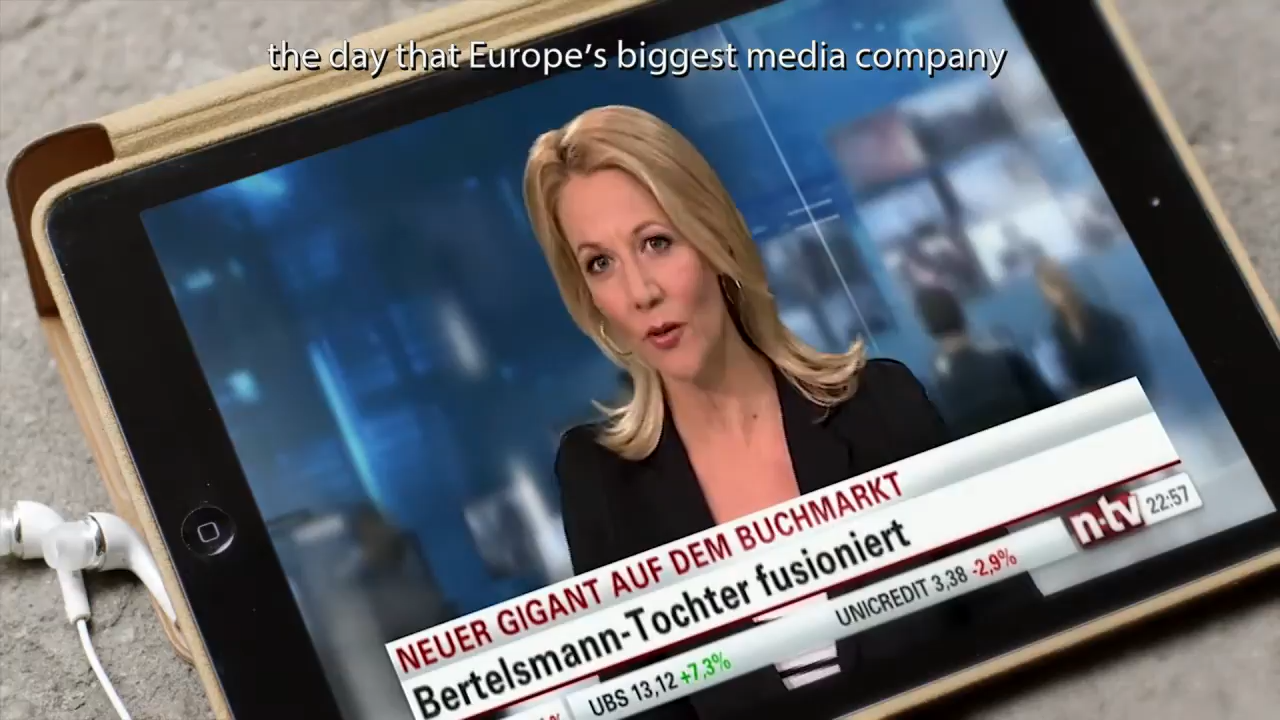 the day that Europe's biggest media company
NEUER GIGANT AUF DEM BUCHMARKT
Bertelsmann-Tochter fusioniert
n-tv 22:57
UBS 13,12 +7,3% UNICREDIT 3,38 -2,9%